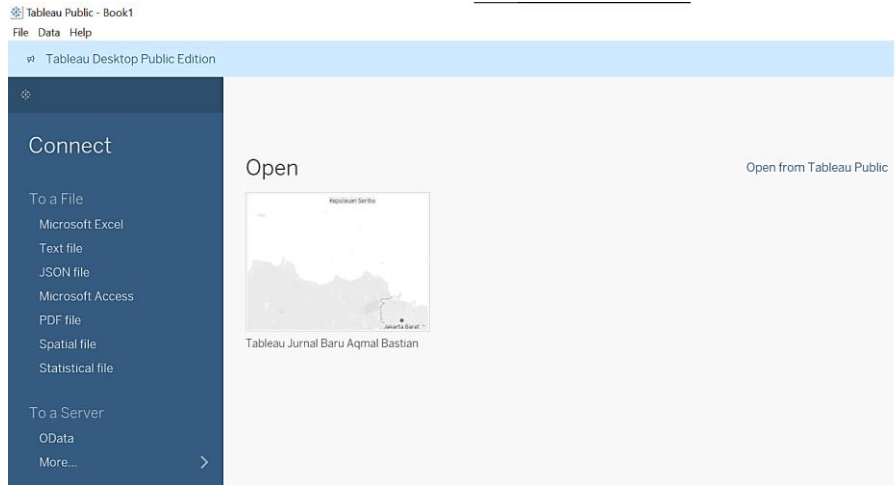 Tableau Public - Book1
File Data Help
Tableau Desktop Public Edition
Connect
To a File
Microsoft Excel
Text file
JSON file
Microsoft Access
PDF file
Spatial file
Statistical file
To a Server
OData
More...
Open
Open from Tableau Public
Kepulauan Seribu
Jakarta Barat
Tableau Jurnal Baru Aqmal Bastian